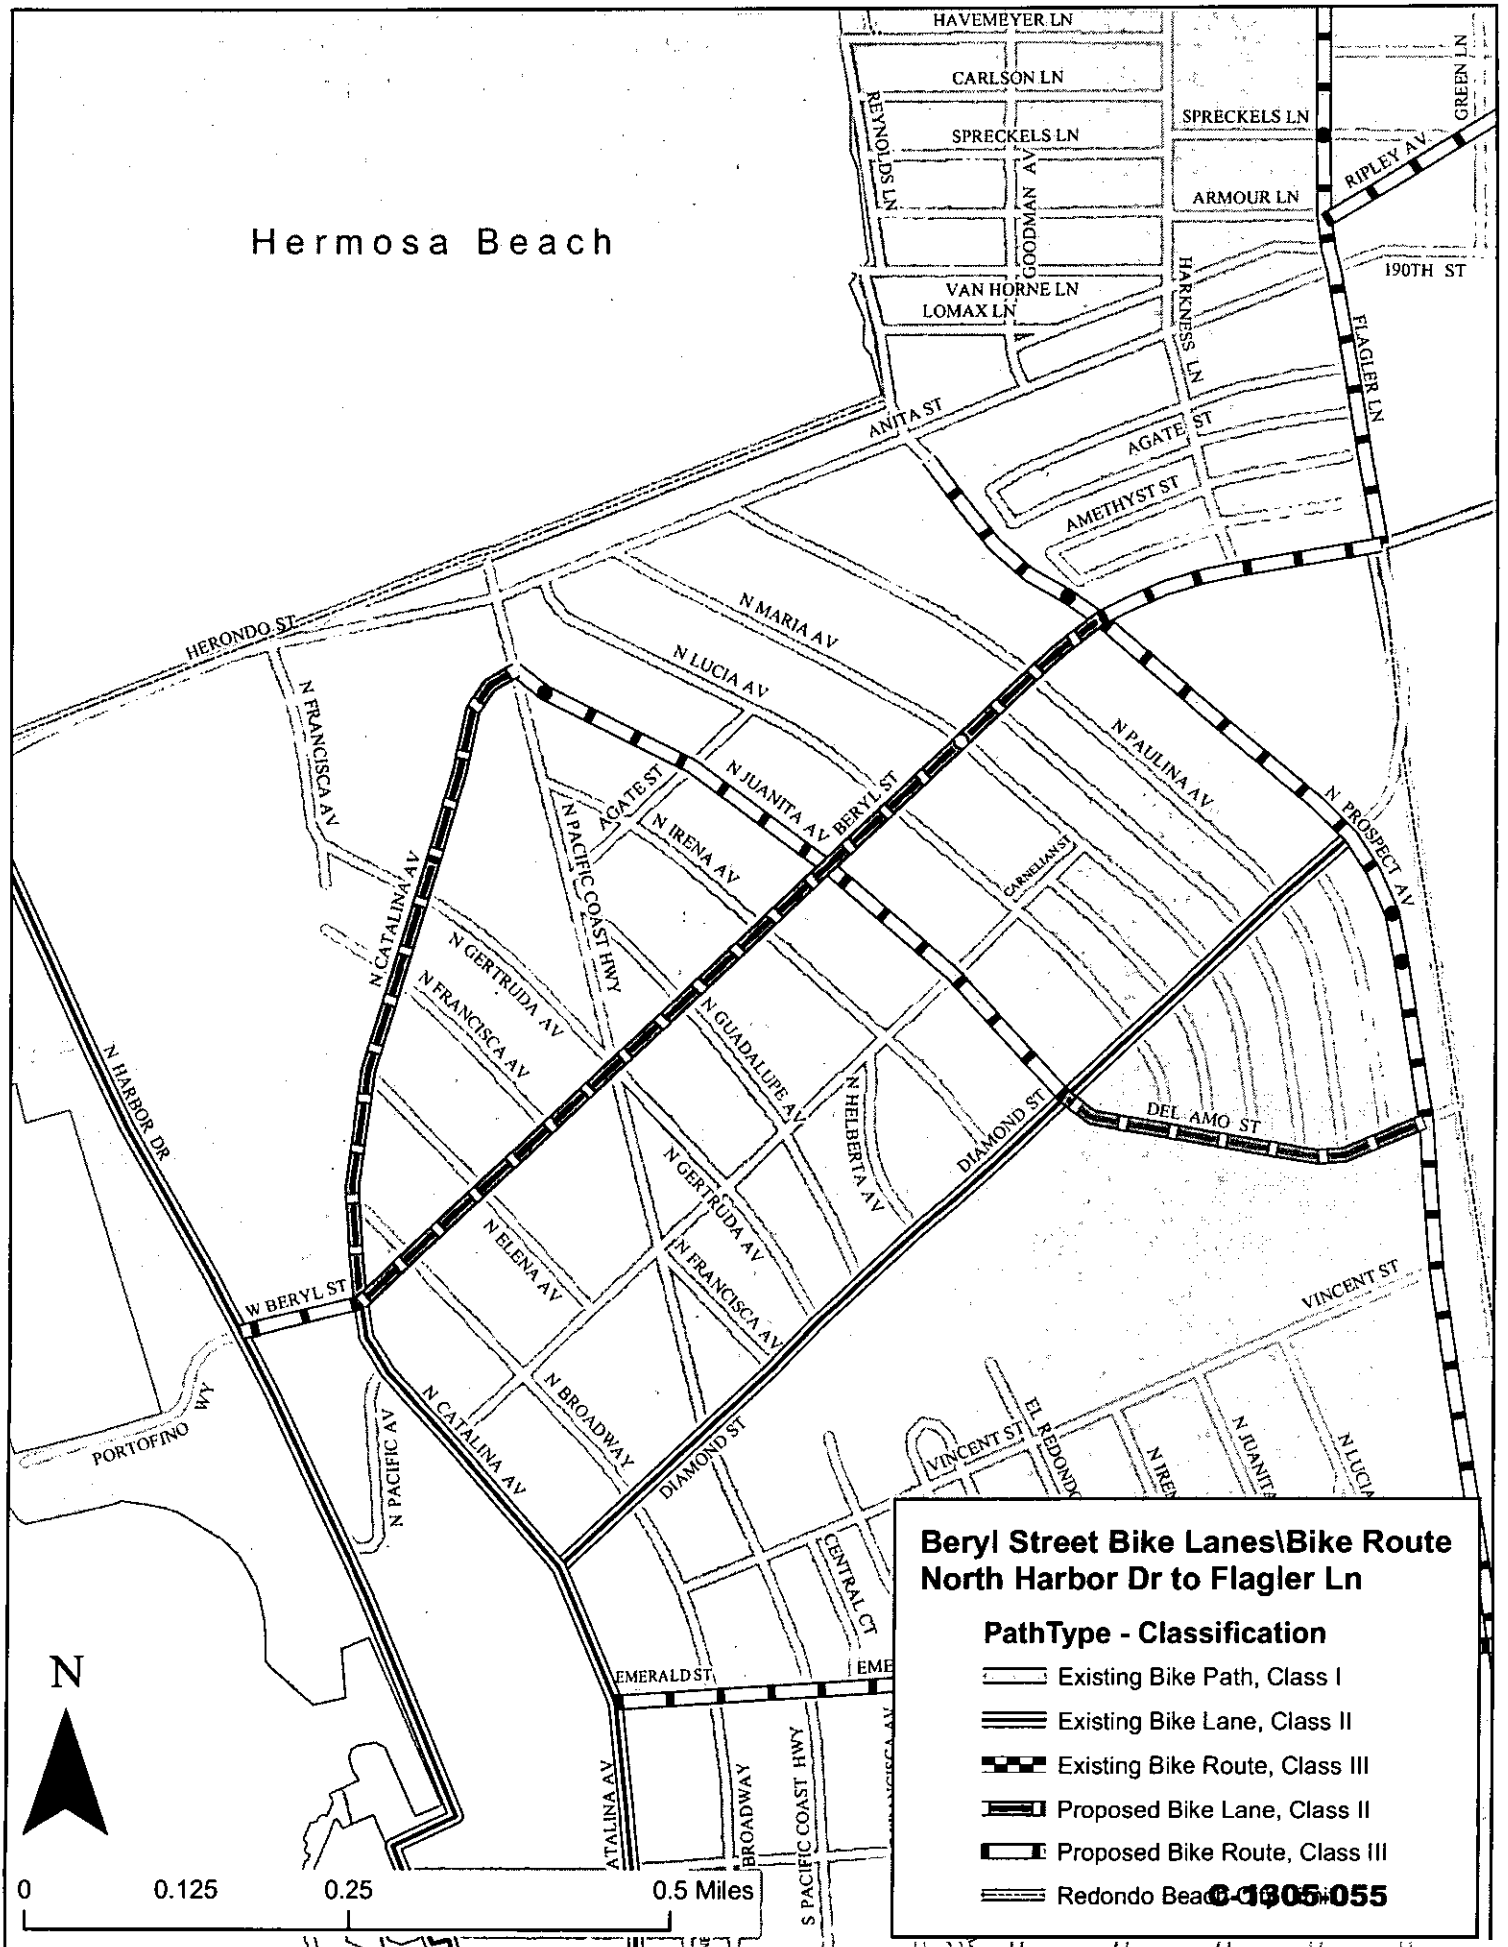 HAVEMEYER LN
CARLSON LN
GREEN LN
REYNOLDS LN
SPRECKELS LN
SPRECKELS LN
GOODMAN AV
RIPLEY AV
ARMOUR LN
Hermosa Beach
HARKNESS LN
190TH ST
VAN HORNE LN
LOMAX LN
FLAGLER LN
ANITA ST
AGATE ST
AMETHYST ST
N MARIA AV
HERONDO ST
N LUCIA AV
N FRANCISCA AV
N PAULINA AV
N JUANITA AV
BERYL ST
AGATE ST
N PACIFIC COAST HWY
N IRENA AV
N PROSPECT AV
CARNELIAN ST
N CATALINA AV
N GERTRUDA AV
N FRANCISCA AV
N GUADALUPE AV
N HARBOR DR
N HELBERTA AV
DIAMOND ST
DEL AMO ST
N GERTRUDA AV
N ELENA AV
N FRANCISCA AV
W BERYL ST
VINCENT ST
N BROADWAY
N CATALINA AV
PORTOFINO WY
N PACIFIC AV
DIAMOND ST
VINCENT ST
EL REDONDO
N IREN
N JUANITA
N LUCIA
CENTRAL CT
EMERALD ST
EME
ATALINA AV
BROADWAY
S PACIFIC COAST HWY
Beryl Street Bike Lanes\Bike Route
North Harbor Dr to Flagler Ln
PathType - Classification
Existing Bike Path, Class I
Existing Bike Lane, Class II
Existing Bike Route, Class III
Proposed Bike Lane, Class II
Proposed Bike Route, Class III
Redondo Beach
C-1305-055
N
0 0.125 0.25 0.5 Miles